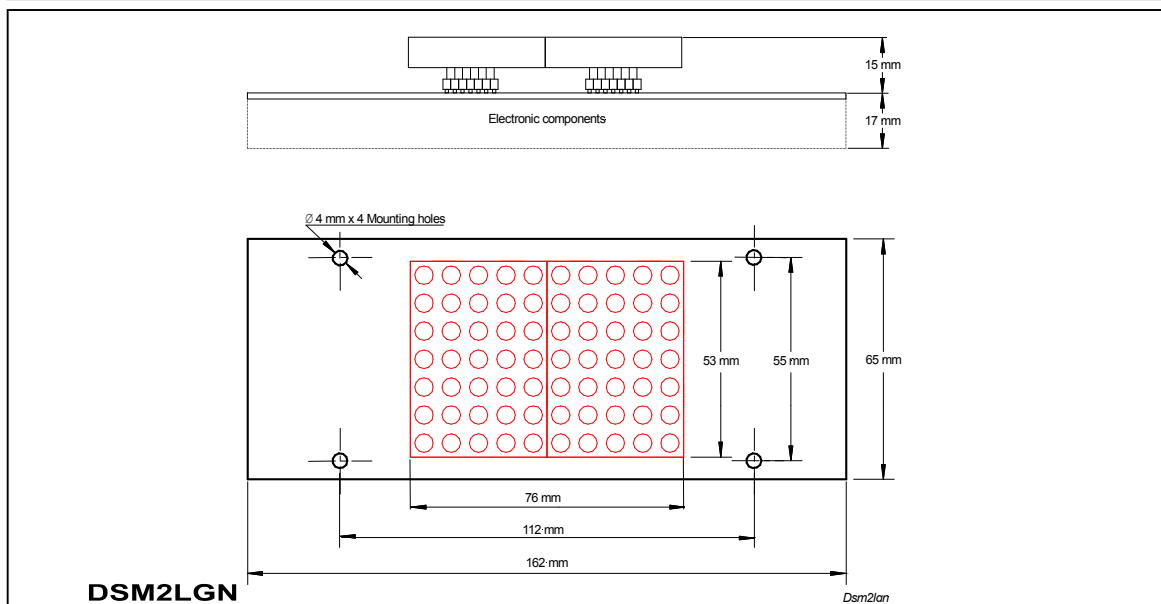 15 mm
Electronic components
17 mm
Ø 4 mm x 4 Mounting holes
53 mm
55 mm
65 mm
76 mm
112·mm
162·mm
DSM2LGN
Dsm2lgn